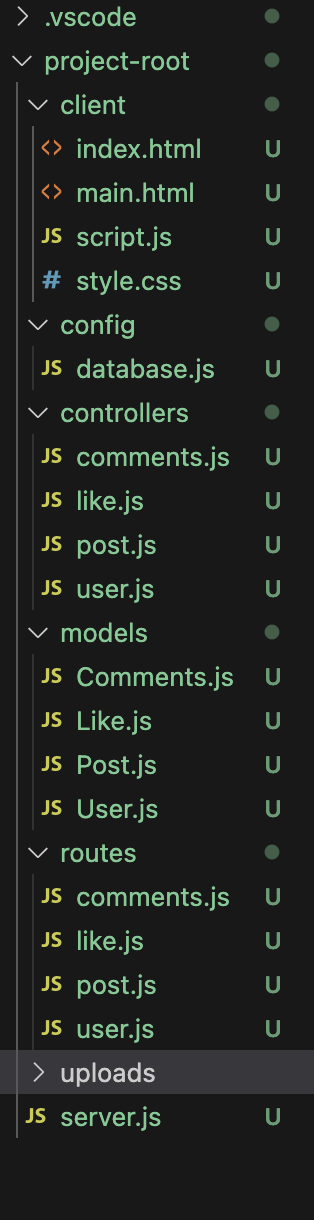 .vscode
project-root
client
<> index.html U
<> main.html U
JS script.js U
# style.css U
config
JS database.js U
controllers
JS comments.js U
JS like.js U
JS post.js U
JS user.js U
models
JS Comments.js U
JS Like.js U
JS Post.js U
JS User.js U
routes
JS comments.js U
JS like.js U
JS post.js U
JS user.js U
uploads
JS server.js U